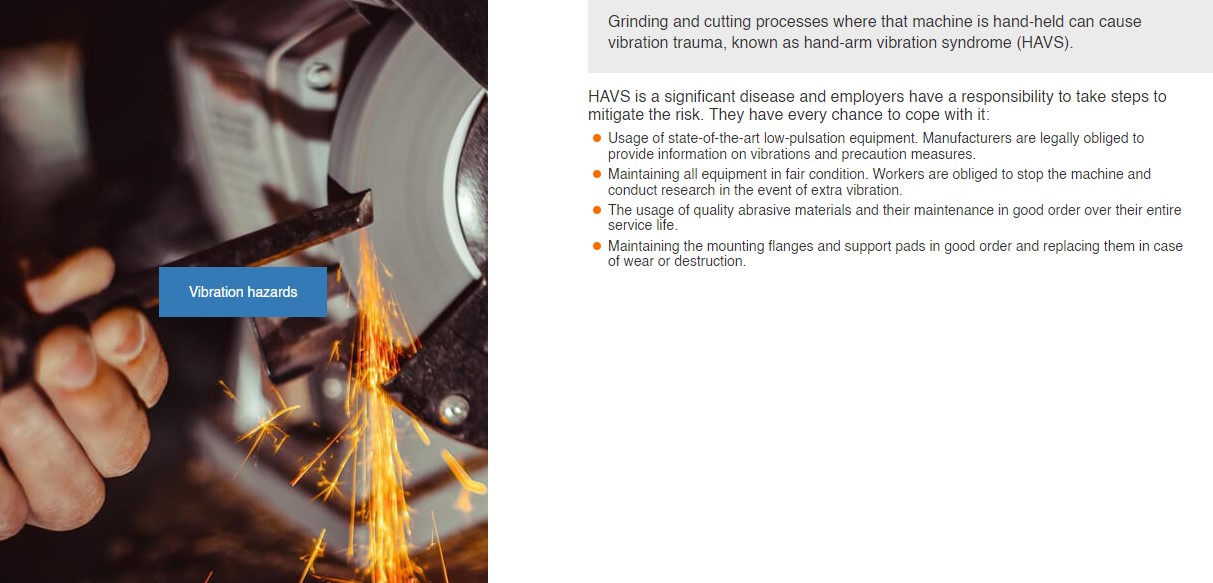 Grinding and cutting processes where that machine is hand-held can cause
vibration trauma, known as hand-arm vibration syndrome (HAVS).
HAVS is a significant disease and employers have a responsibility to take steps to
mitigate the risk. They have every chance to cope with it:
Usage of state-of-the-art low-pulsation equipment. Manufacturers are legally obliged to
provide information on vibrations and precaution measures.
Maintaining all equipment in fair condition. Workers are obliged to stop the machine and
conduct research in the event of extra vibration.
The usage of quality abrasive materials and their maintenance in good order over their entire
service life.
Maintaining the mounting flanges and support pads in good order and replacing them in case
of wear or destruction.
Vibration hazards